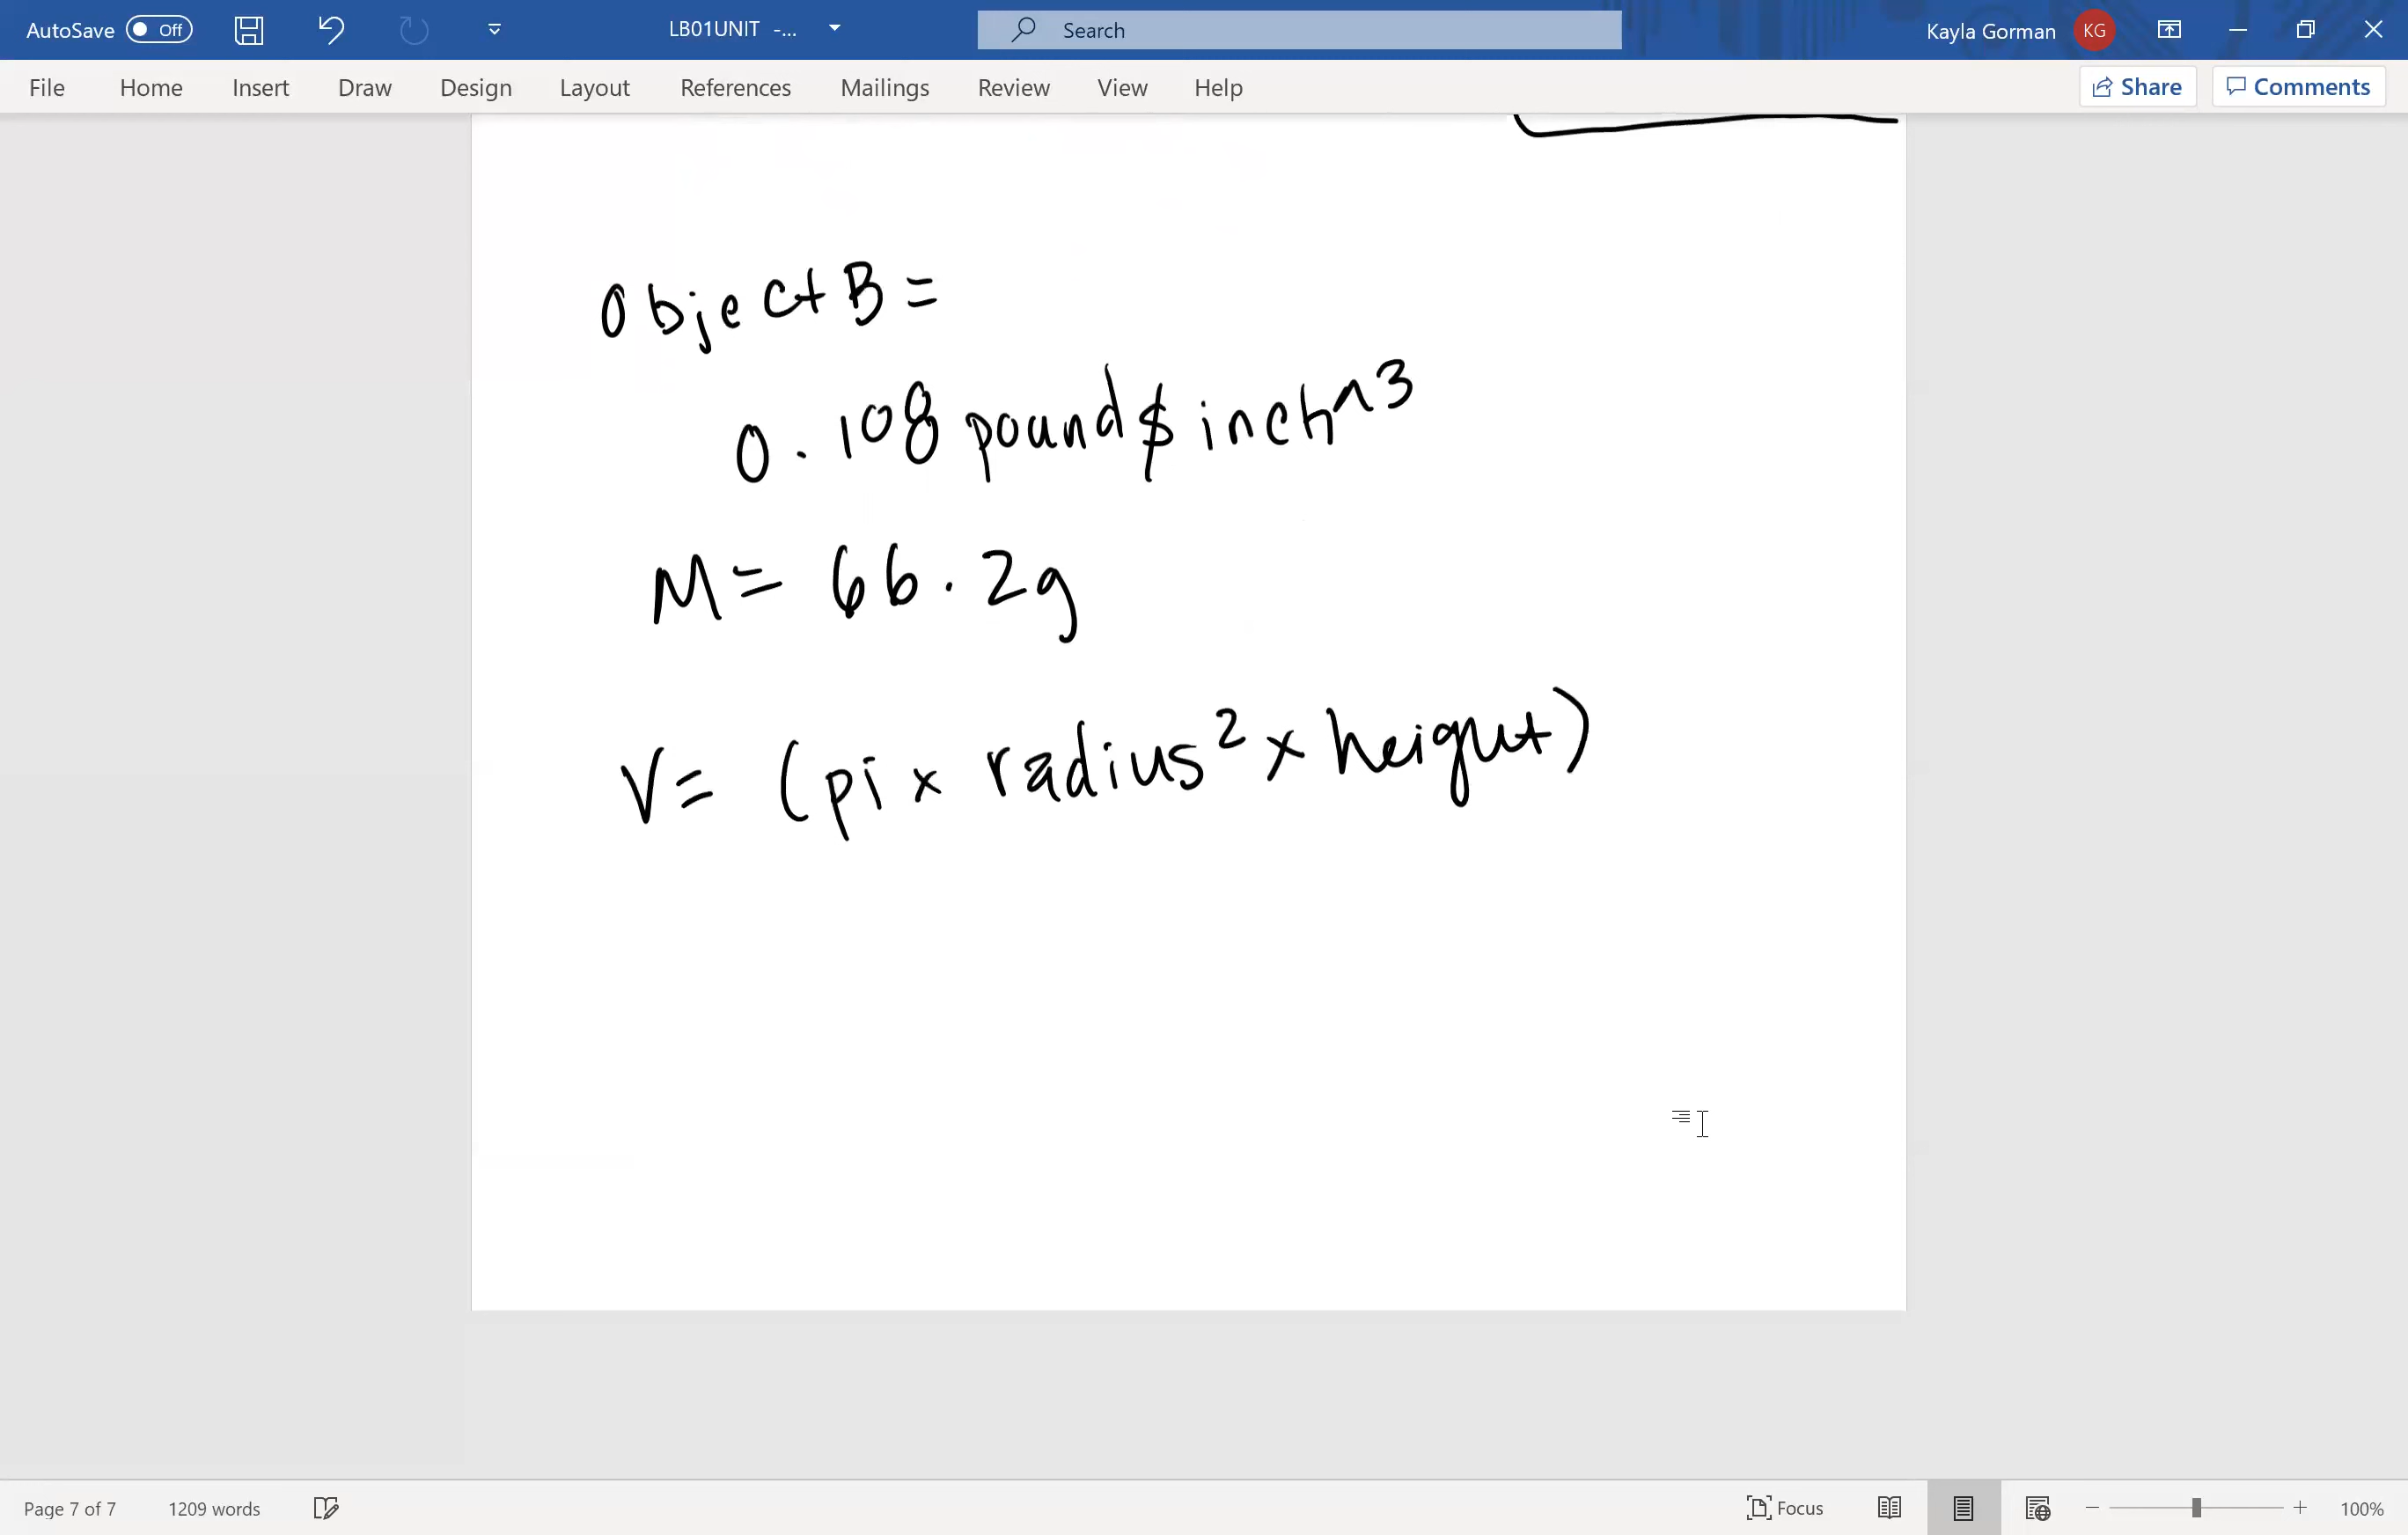 AutoSave Off LB01UNIT -... Search Kayla Gorman KG
File Home Insert Draw Design Layout References Mailings Review View Help Share Comments
Object B =
0.108 pound$ inch^3
M= 66.2g
V= (pi x radius² x height)
Page 7 of 7 1209 words Focus 100%